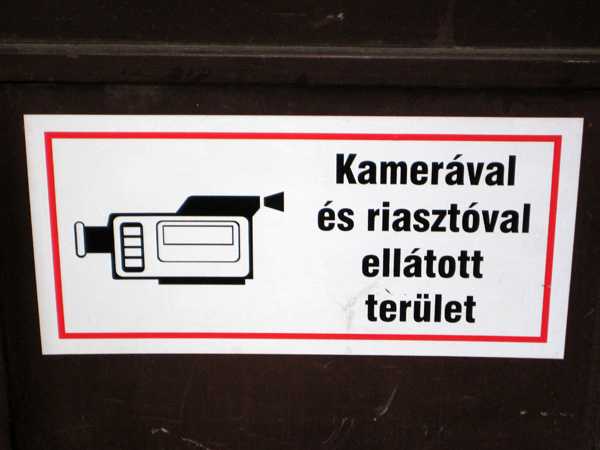 Kamerával
és riasztóval
ellátott
terület